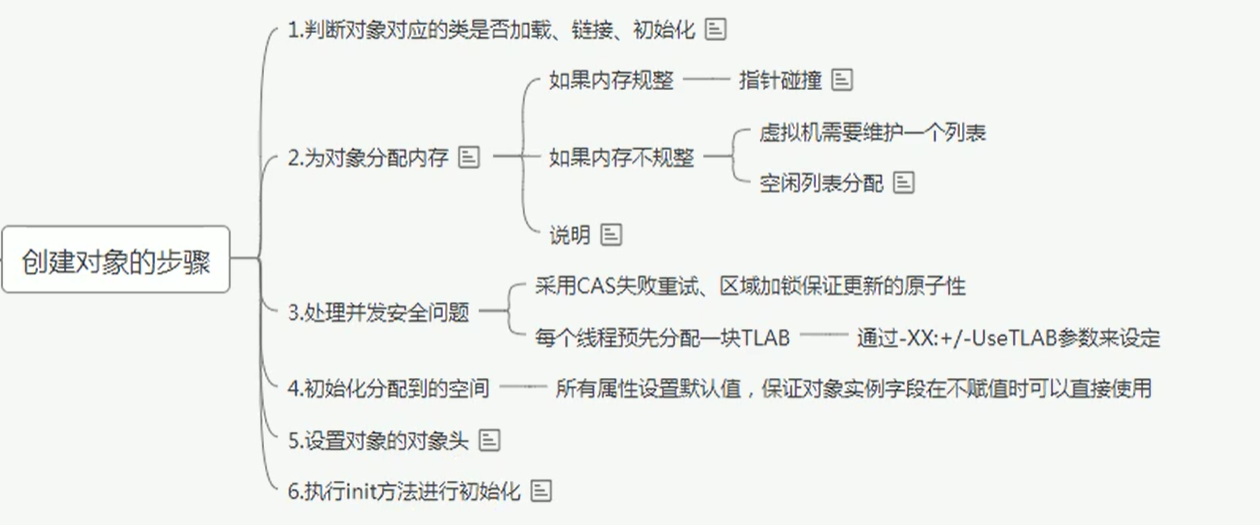 创建对象的步骤
1.判断对象对应的类是否加载、链接、初始化
2.为对象分配内存
如果内存规整
指针碰撞
如果内存不规整
虚拟机需要维护一个列表
空闲列表分配
说明
3.处理并发安全问题
采用CAS失败重试、区域加锁保证更新的原子性
每个线程预先分配一块TLAB
通过-XX:+/-UseTLAB参数来设定
4.初始化分配到的空间
所有属性设置默认值，保证对象实例字段在不赋值时可以直接使用
5.设置对象的对象头
6.执行init方法进行初始化